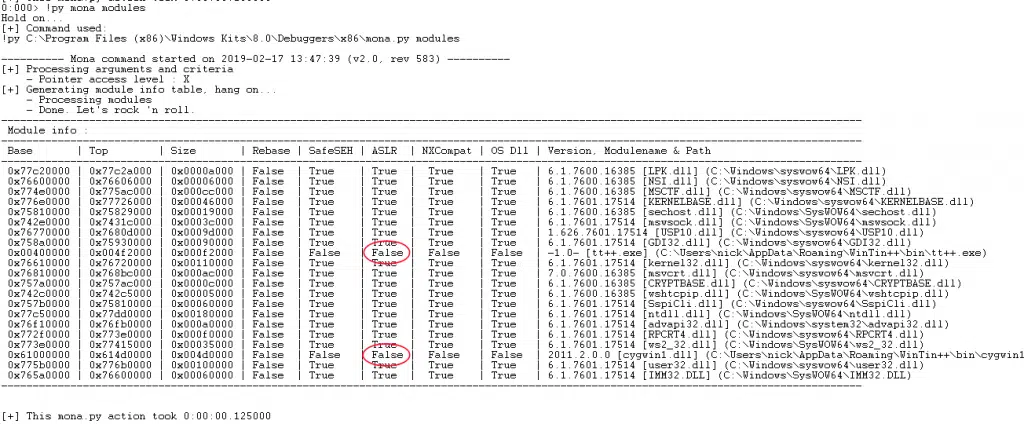 0:000> !py mona modules
Hold on...
[+] Command used:
!py C:\Program Files (x86)\Windows Kits\8.0\Debuggers\x86\mona.py modules
---------- Mona command started on 2019-02-17 13:47:39 (v2.0, rev 583) ----------
[+] Processing arguments and criteria
- Pointer access level : X
[+] Generating module info table, hang on...
- Processing modules
- Done. Let's rock 'n roll.
Module info :
Base | Top | Size | Rebase | SafeSEH | ASLR | NXCompat | OS Dll | Version, Modulename & Path
0x77c20000 | 0x77c2a000 | 0x0000a000 | False | True | True | True | True | 6.1.7600.16385 [LPK.dll] (C:\Windows\syswow64\LPK.dll)
0x76600000 | 0x76606000 | 0x00006000 | False | True | True | True | True | 6.1.7600.16385 [NSI.dll] (C:\Windows\syswow64\NSI.dll)
0x774e0000 | 0x775ac000 | 0x000cc000 | False | True | True | True | True | 6.1.7600.16385 [MSCTF.dll] (C:\Windows\syswow64\MSCTF.dll)
0x776e0000 | 0x77726000 | 0x00046000 | False | True | True | True | True | 6.1.7601.17514 [KERNELBASE.dll] (C:\Windows\syswow64\KERNELBASE.dll)
0x75810000 | 0x75829000 | 0x00019000 | False | True | True | True | True | 6.1.7600.16385 [sechost.dll] (C:\Windows\SysWOW64\sechost.dll)
0x742e0000 | 0x7431c000 | 0x0003c000 | False | True | True | True | True | 6.1.7601.17514 [mswsock.dll] (C:\Windows\SysWOW64\mswsock.dll)
0x76770000 | 0x7680d000 | 0x0009d000 | False | True | True | True | True | 1.626.7601.17514 [USP10.dll] (C:\Windows\syswow64\USP10.dll)
0x758a0000 | 0x75930000 | 0x00090000 | False | True | True | True | True | 6.1.7601.17514 [GDI32.dll] (C:\Windows\syswow64\GDI32.dll)
0x00400000 | 0x004f2000 | 0x000f2000 | False | False | False | False | False | -1.0- [tt++.exe] (C:\Users\nick\AppData\Roaming\WinTin++\bin\tt++.exe)
0x76610000 | 0x76720000 | 0x00110000 | False | True | True | True | True | 6.1.7601.17514 [kernel32.dll] (C:\Windows\syswow64\kernel32.dll)
0x76810000 | 0x768bc000 | 0x000ac000 | False | True | True | True | True | 7.0.7600.16385 [msvcrt.dll] (C:\Windows\syswow64\msvcrt.dll)
0x757a0000 | 0x757ac000 | 0x0000c000 | False | True | True | True | True | 6.1.7600.16385 [CRYPTBASE.dll] (C:\Windows\syswow64\CRYPTBASE.dll)
0x742c0000 | 0x742c5000 | 0x00005000 | False | True | True | True | True | 6.1.7600.16385 [wshtcpip.dll] (C:\Windows\SysWOW64\wshtcpip.dll)
0x757b0000 | 0x75810000 | 0x00060000 | False | True | True | True | True | 6.1.7601.17514 [SspiCli.dll] (C:\Windows\syswow64\SspiCli.dll)
0x77c50000 | 0x77dd0000 | 0x00180000 | False | True | True | True | True | 6.1.7601.17514 [ntdll.dll] (C:\Windows\SysWOW64\ntdll.dll)
0x76f10000 | 0x76fb0000 | 0x000a0000 | False | True | True | True | True | 6.1.7601.17514 [advapi32.dll] (C:\Windows\system32\advapi32.dll)
0x772f0000 | 0x773e0000 | 0x000f0000 | False | True | True | True | True | 6.1.7601.17514 [RPCRT4.dll] (C:\Windows\syswow64\RPCRT4.dll)
0x773e0000 | 0x77415000 | 0x00035000 | False | True | True | True | True | 6.1.7601.17514 [ws2_32.dll] (C:\Windows\SysWOW64\ws2_32.dll)
0x61000000 | 0x614d0000 | 0x004d0000 | False | False | False | False | False | 2011.2.0.0 [cygwin1.dll] (C:\Users\nick\AppData\Roaming\WinTin++\bin\cygwin1
0x775b0000 | 0x776b0000 | 0x00100000 | False | True | True | True | True | 6.1.7601.17514 [user32.dll] (C:\Windows\syswow64\user32.dll)
0x765a0000 | 0x76600000 | 0x00060000 | False | True | True | True | True | 6.1.7601.17514 [IMM32.DLL] (C:\Windows\SysWOW64\IMM32.DLL)
[+] This mona.py action took 0:00:00.125000